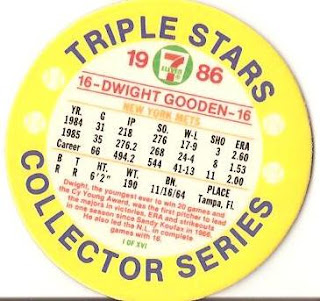 TRIPLE STARS
19 7 ELEVEN 86
16-DWIGHT GOODEN-16
NEW YORK METS
YR. G IP SO. W-L SHO ERA
1984 31 218 276 17-9 3 2.60
1985 35 276.2 268 24-4 8 1.53
Career 66 494.2 544 41-13 11 2.00
B T HT. WT. BN. PLACE
R R 6'2" 190 11/16/64 Tampa, Fla.
Dwight, the youngest ever to win 20 games and
the Cy Young Award, was the first pitcher to lead
the majors in victories, ERA and strikeouts
in one season since Sandy Koufax in 1966.
He also led the N.L. in complete
games with 16.
I OF XVI
COLLECTOR SERIES